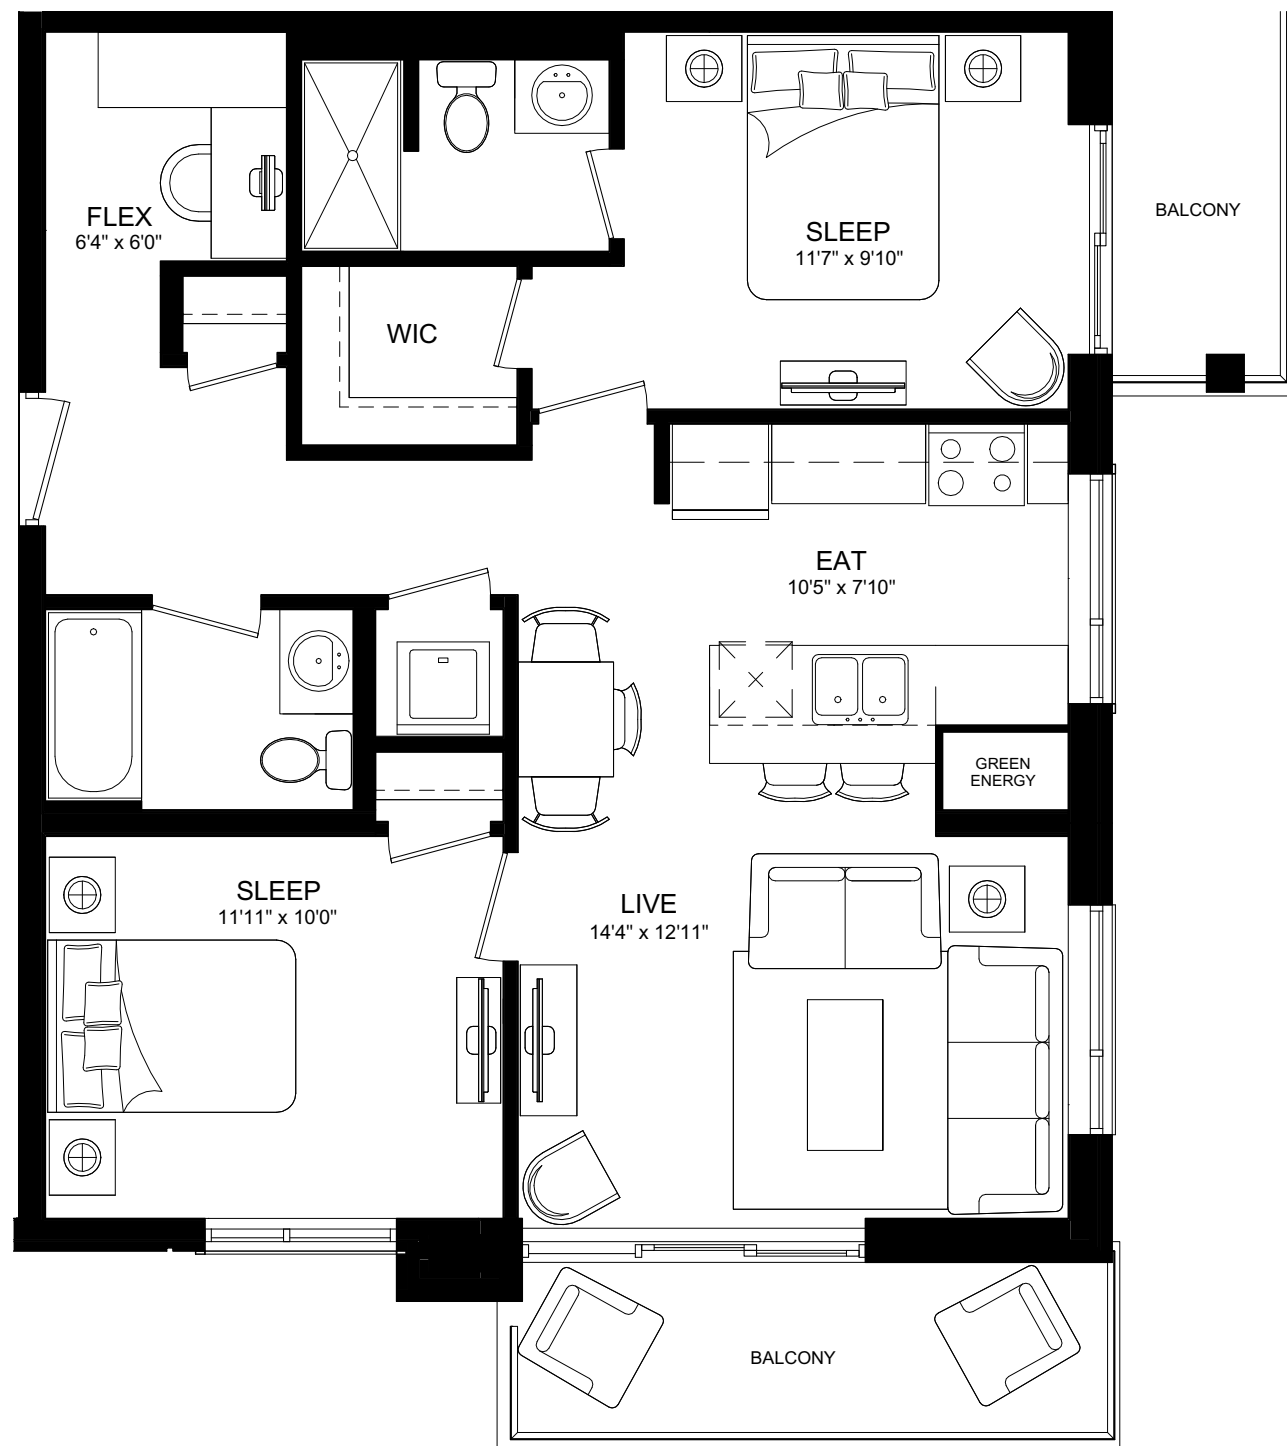 FLEX
6'4" x 6'0"
SLEEP
11'7" x 9'10"
BALCONY
WIC
EAT
10'5" x 7'10"
GREEN
ENERGY
SLEEP
11'11" x 10'0"
LIVE
14'4" x 12'11"
BALCONY